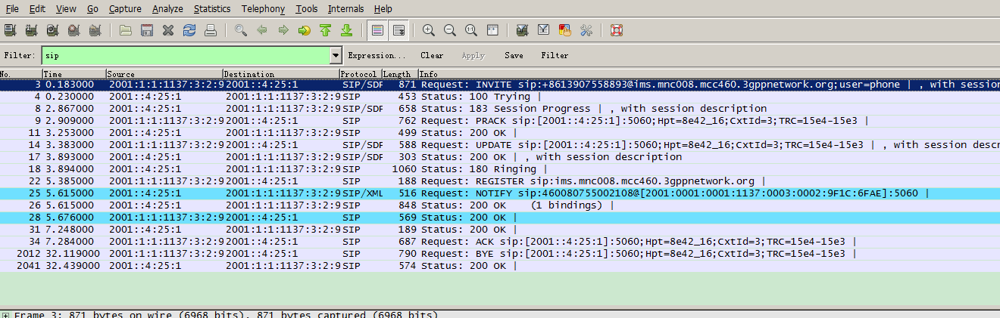 File Edit View Go Capture Analyze Statistics Telephony Tools Internals Help
Filter: sip Expression... Clear Apply Save Filter
No. Time Source Destination Protocol Length Info
3 0.183000 2001:1:1:1137:3:2:9 2001::4:25:1 SIP/SDF 871 Request: INVITE sip:+8613907558893@ims.mnc008.mcc460.3gppnetwork.org;user=phone | , with session
4 0.230000 2001::4:25:1 2001:1:1:1137:3:2:9 SIP 453 Status: 100 Trying |
8 2.867000 2001::4:25:1 2001:1:1:1137:3:2:9 SIP/SDF 658 Status: 183 Session Progress | , with session description
9 2.909000 2001:1:1:1137:3:2:9 2001::4:25:1 SIP 762 Request: PRACK sip:[2001::4:25:1]:5060;Hpt=8e42_16;CxtId=3;TRC=15e4-15e3 |
11 3.253000 2001::4:25:1 2001:1:1:1137:3:2:9 SIP 499 Status: 200 OK |
14 3.383000 2001:1:1:1137:3:2:9 2001::4:25:1 SIP/SDF 588 Request: UPDATE sip:[2001::4:25:1]:5060;Hpt=8e42_16;CxtId=3;TRC=15e4-15e3 | , with session descr
17 3.893000 2001::4:25:1 2001:1:1:1137:3:2:9 SIP/SDF 303 Status: 200 OK | , with session description
18 3.894000 2001::4:25:1 2001:1:1:1137:3:2:9 SIP 1060 Status: 180 Ringing |
22 5.385000 2001:1:1:1137:3:2:9 2001::4:25:1 SIP 188 Request: REGISTER sip:ims.mnc008.mcc460.3gppnetwork.org |
25 5.615000 2001::4:25:1 2001:1:1:1137:3:2:9 SIP/XML 516 Request: NOTIFY sip:460080755002108@[2001:0001:0001:1137:0003:0002:9F1C:6FAE]:5060 |
26 5.615000 2001::4:25:1 2001:1:1:1137:3:2:9 SIP 848 Status: 200 OK (1 bindings) |
28 5.676000 2001:1:1:1137:3:2:9 2001::4:25:1 SIP 569 Status: 200 OK |
31 7.248000 2001::4:25:1 2001:1:1:1137:3:2:9 SIP 189 Status: 200 OK |
34 7.284000 2001:1:1:1137:3:2:9 2001::4:25:1 SIP 687 Request: ACK sip:[2001::4:25:1]:5060;Hpt=8e42_16;CxtId=3;TRC=15e4-15e3 |
2012 32.119000 2001:1:1:1137:3:2:9 2001::4:25:1 SIP 790 Request: BYE sip:[2001::4:25:1]:5060;Hpt=8e42_16;CxtId=3;TRC=15e4-15e3 |
2041 32.439000 2001::4:25:1 2001:1:1:1137:3:2:9 SIP 574 Status: 200 OK |
Frame 3: 871 bytes on wire (6968 bits), 871 bytes captured (6968 bits)